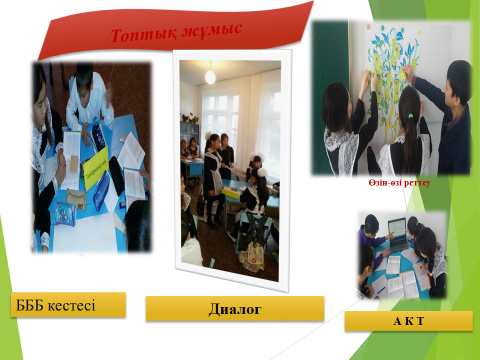 Топтық жұмыс
Өзін-өзі реттеу
БББ кестесі
Диалог
А К Т